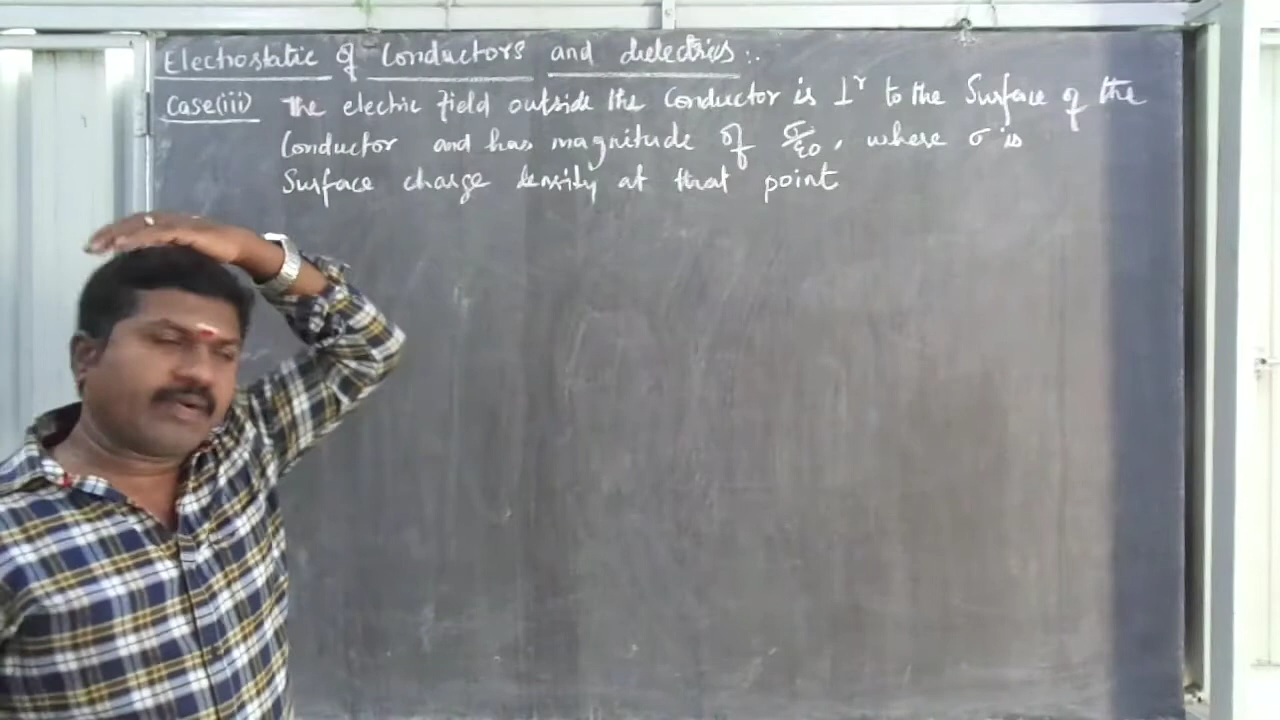 Electrostatic of Conductors and dielectrics:.
Case(iii) The electric field outside the Conductor is ⊥r to the Surface of the
Conductor and has magnitude of σ/ε0, where σ is
Surface charge density at that point